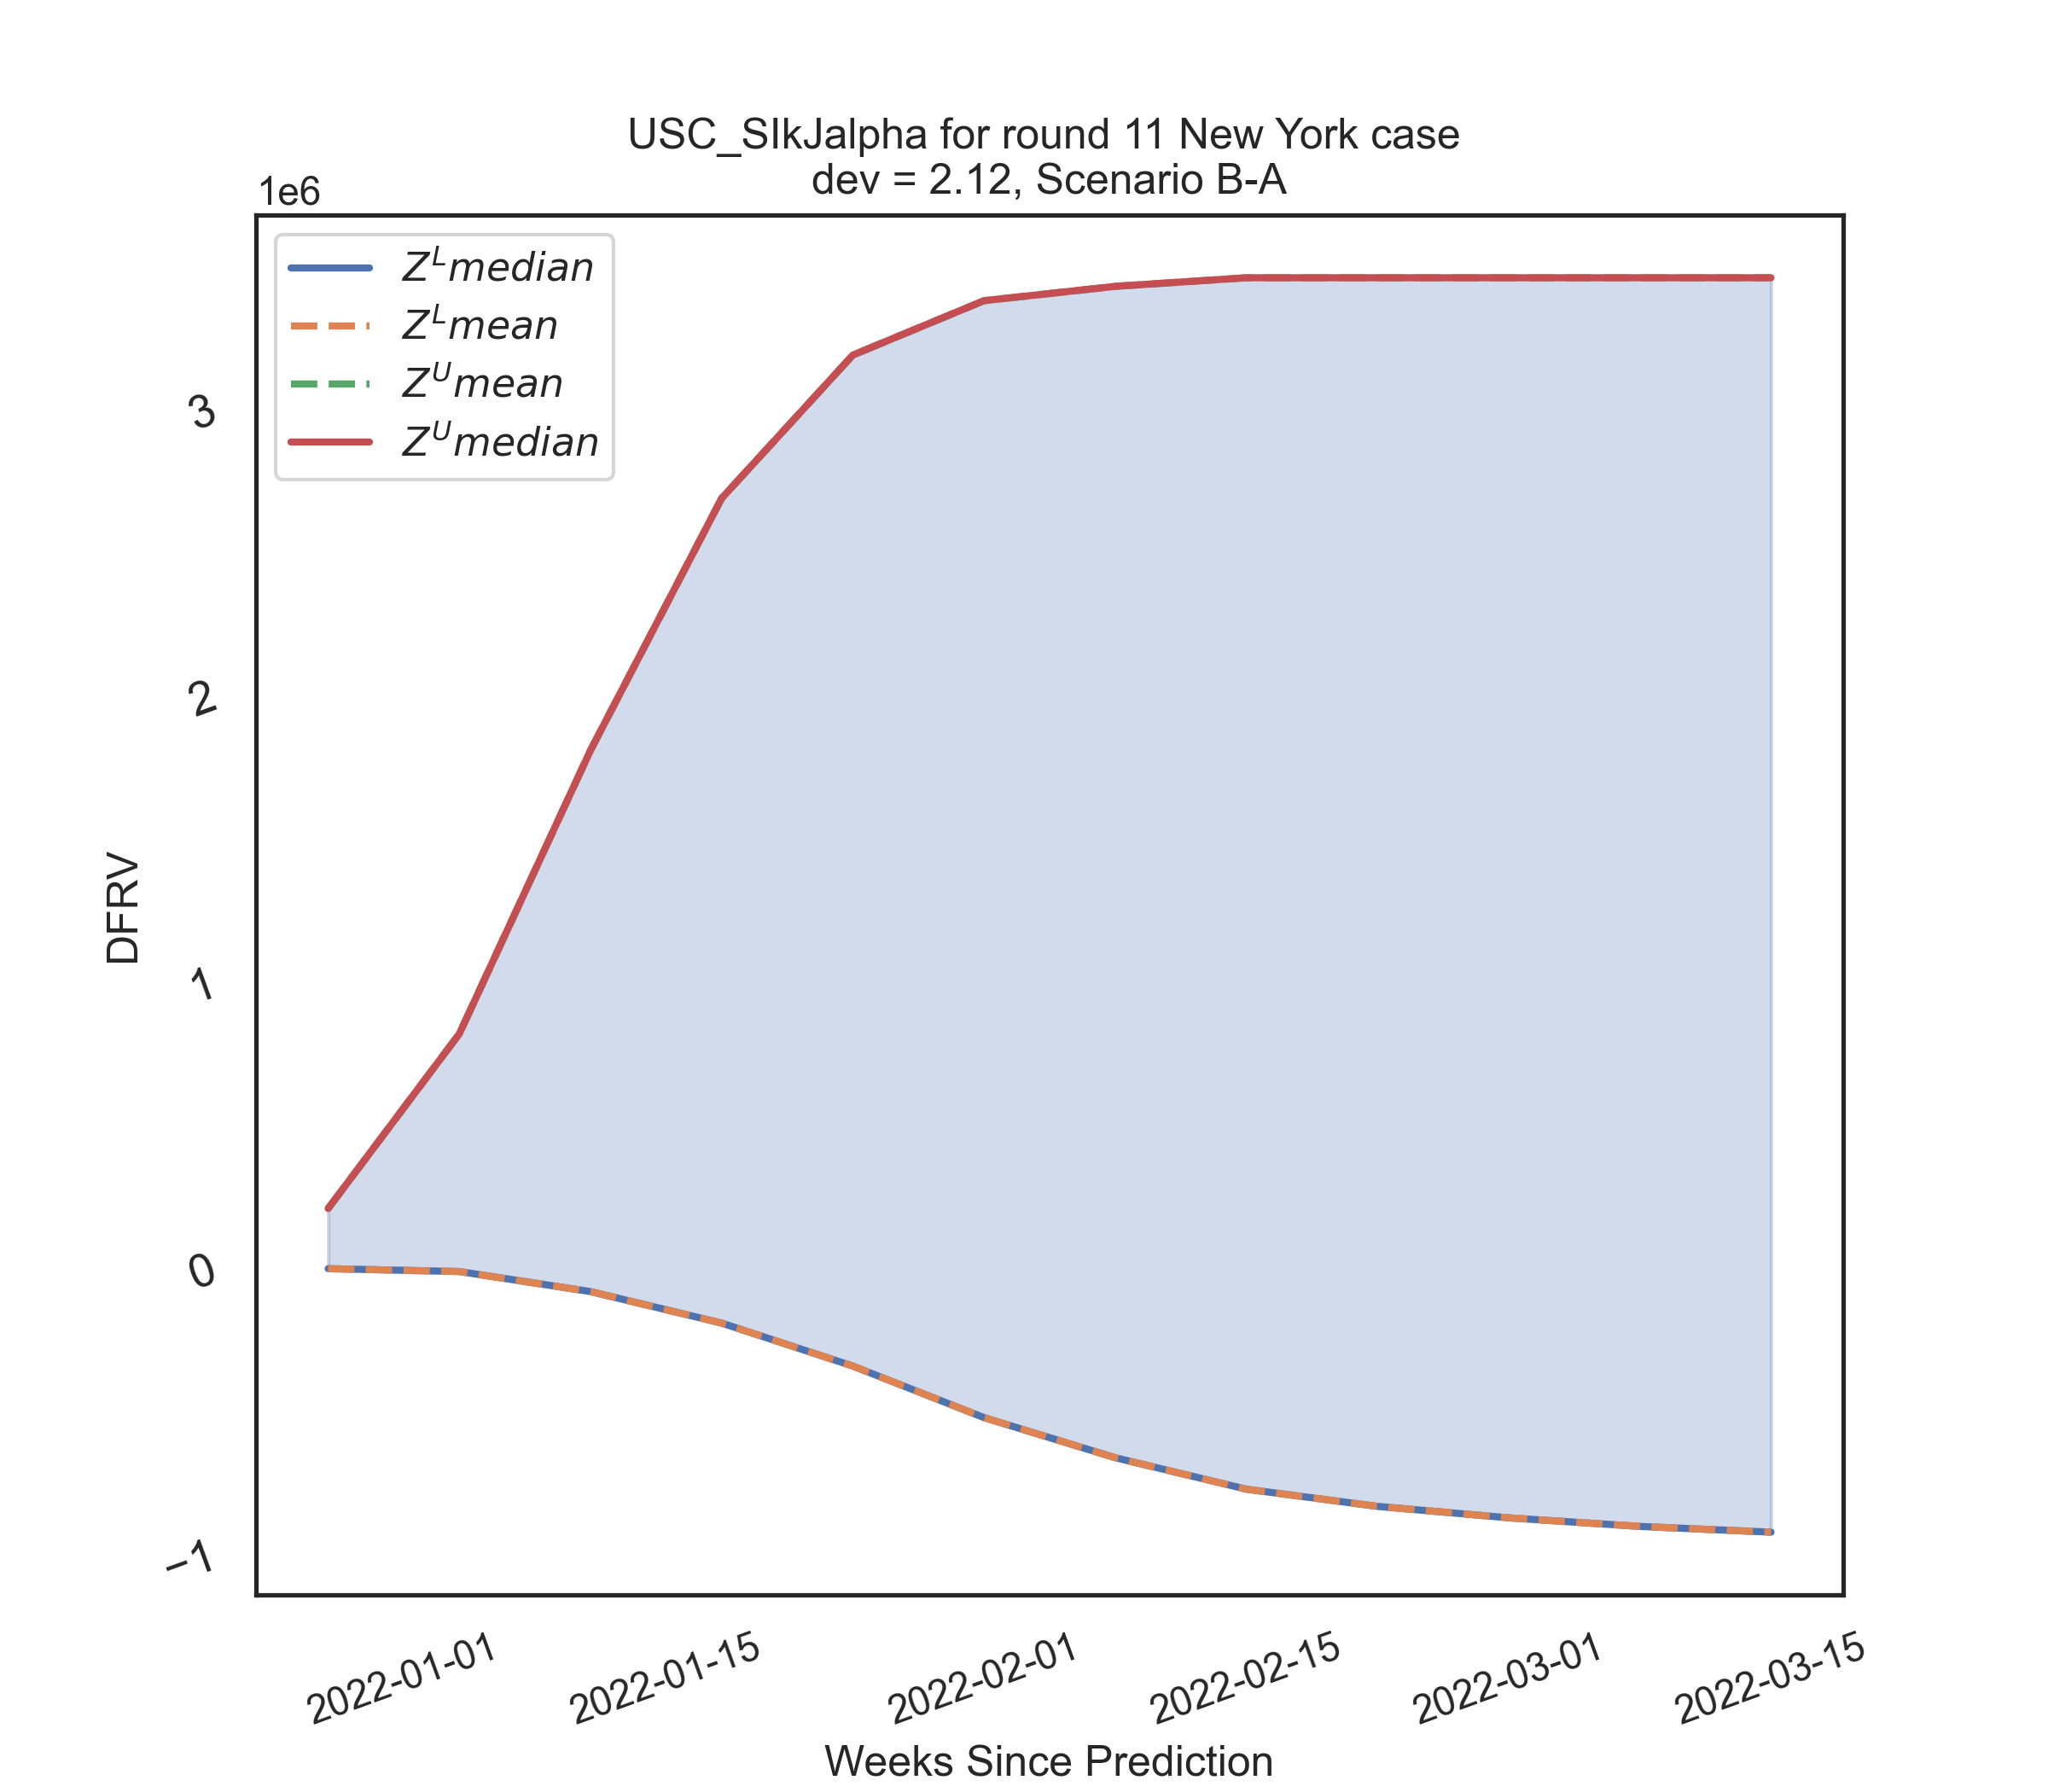 USC_SIkJalpha for round 11 New York case
dev = 2.12, Scenario B-A
1e6
Z^L median
Z^L mean
Z^U mean
Z^U median
3
2
1
0
−1
DFRV
2022-01-01
2022-01-15
2022-02-01
2022-02-15
2022-03-01
2022-03-15
Weeks Since Prediction